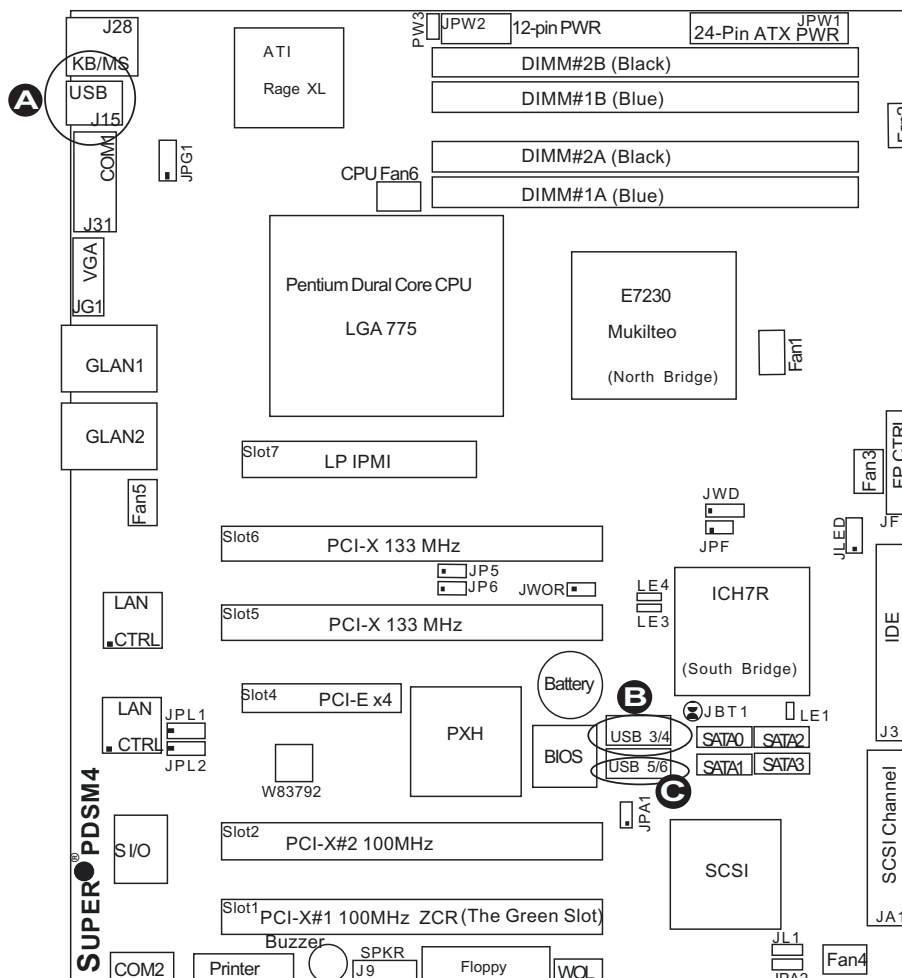 J28
KB/MS
USB
J15
A
COM1
J31
JPG1
VGA
JG1
GLAN1
GLAN2
Fan5
ATI
Rage XL
PW3
JPW2
12-pin PWR
JPW1
24-Pin ATX PWR
DIMM#2B (Black)
DIMM#1B (Blue)
DIMM#2A (Black)
DIMM#1A (Blue)
CPU Fan6
Pentium Dural Core CPU
LGA 775
E7230
Mukilteo
(North Bridge)
Fan1
Fan3
FP CTRL
JF
Slot7
LP IPMI
JWD
JPF
JLED
Slot6
PCI-X 133 MHz
JP5
JP6
JWOR
LE4
LE3
ICH7R
(South Bridge)
IDE
J3
LAN
CTRL
Slot5
PCI-X 133 MHz
Battery
B
LAN
CTRL
JPL1
JPL2
Slot4
PCI-E x4
PXH
BIOS
USB 3/4
USB 5/6
C
JBT1
LE1
SATA0
SATA2
SATA1
SATA3
W83792
JPA1
SUPER® PDSM4
S I/O
Slot2
PCI-X#2 100MHz
SCSI
SCSI Channel
JA1
Slot1
PCI-X#1 100MHz ZCR (The Green Slot)
Buzzer
COM2
Printer
SPKR
J9
Floppy
WOL
JL1
JPA2
Fan4